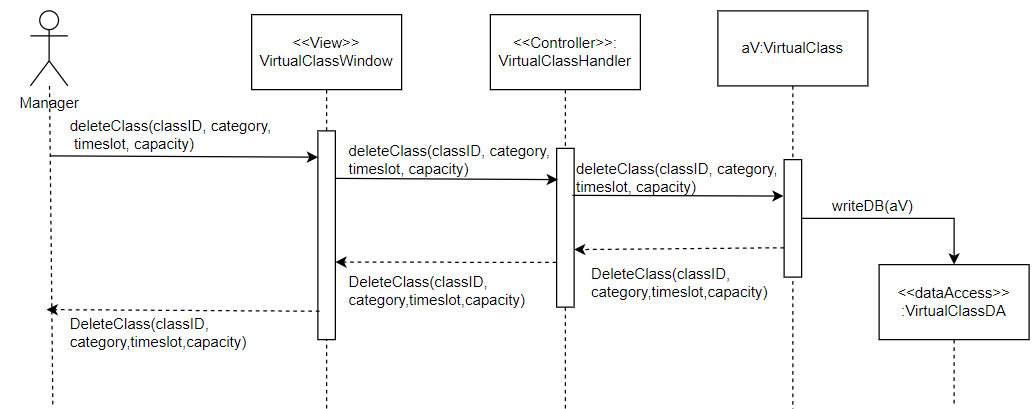 <<View>>
VirtualClassWindow
<<Controller>>:
VirtualClassHandler
aV:VirtualClass
Manager
deleteClass(classID, category,
timeslot, capacity)
deleteClass(classID, category,
timeslot, capacity)
deleteClass(classID, category,
timeslot, capacity)
writeDB(aV)
<<dataAccess>>
:VirtualClassDA
DeleteClass(classID,
category,timeslot,capacity)
DeleteClass(classID,
category,timeslot,capacity)
DeleteClass(classID,
category,timeslot,capacity)